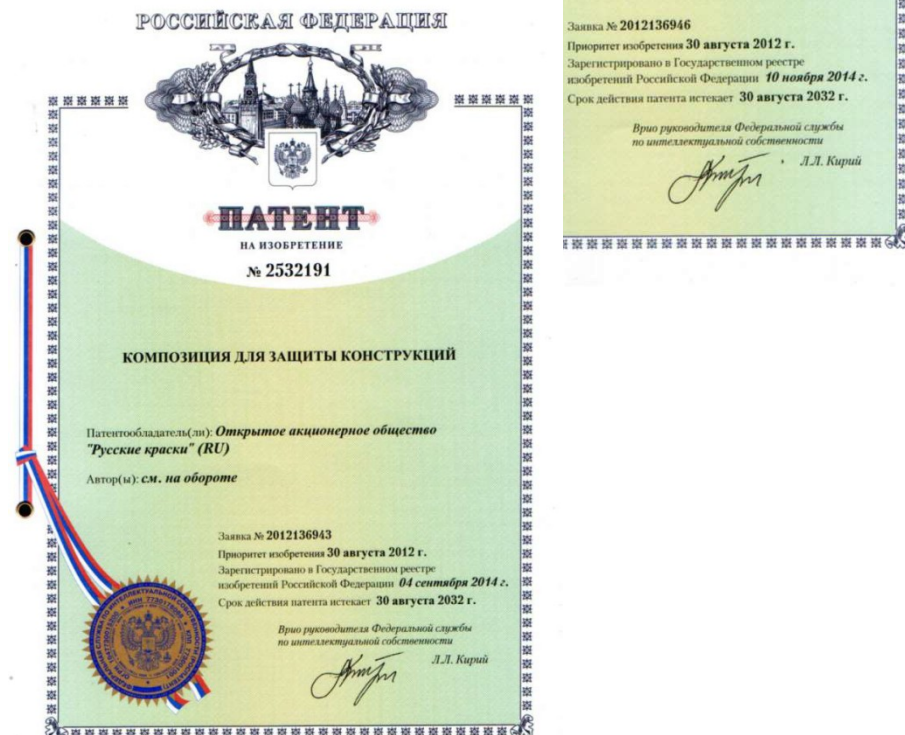 РОССИЙСКАЯ ФЕДЕРАЦИЯ
ПАТЕНТ
НА ИЗОБРЕТЕНИЕ
№ 2532191
КОМПОЗИЦИЯ ДЛЯ ЗАЩИТЫ КОНСТРУКЦИЙ
Патентообладатель(ли): Открытое акционерное общество
"Русские краски" (RU)
Автор(ы): см. на обороте
Заявка № 2012136943
Приоритет изобретения 30 августа 2012 г.
Зарегистрировано в Государственном реестре
изобретений Российской Федерации 04 сентября 2014 г.
Срок действия патента истекает 30 августа 2032 г.
Врио руководителя Федеральной службы
по интеллектуальной собственности
Л.Л. Кирий
Заявка № 2012136946
Приоритет изобретения 30 августа 2012 г.
Зарегистрировано в Государственном реестре
изобретений Российской Федерации 10 ноября 2014 г.
Срок действия патента истекает 30 августа 2032 г.
Врио руководителя Федеральной службы
по интеллектуальной собственности
Л.Л. Кирий